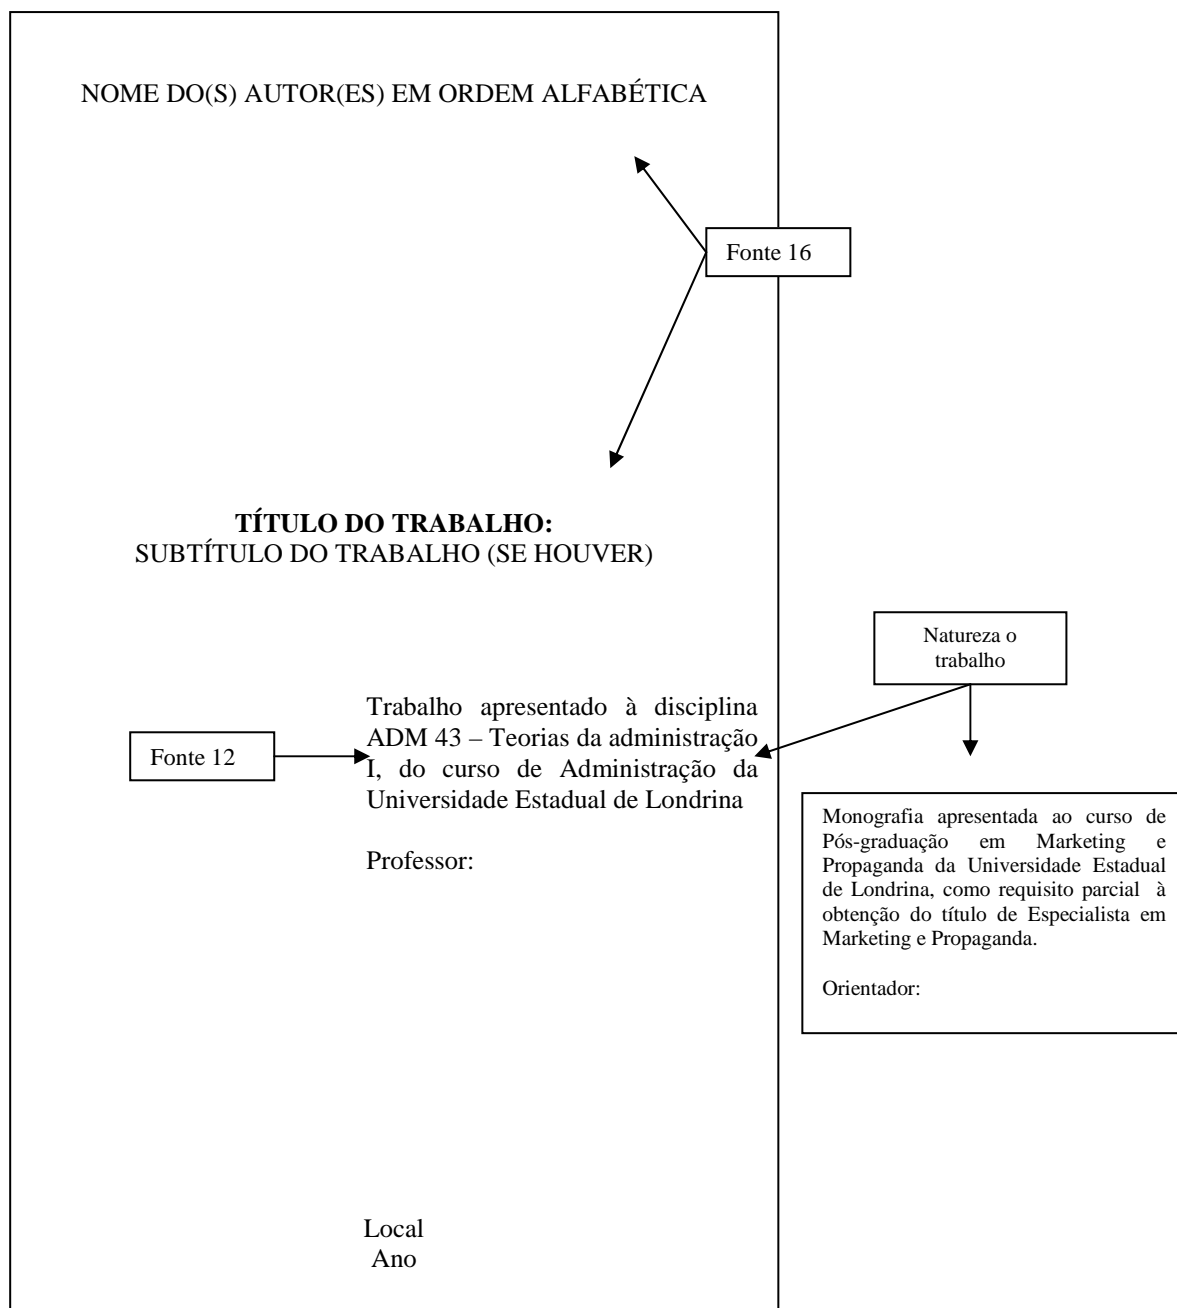 NOME DO(S) AUTOR(ES) EM ORDEM ALFABÉTICA
Fonte 16
TÍTULO DO TRABALHO:
SUBTÍTULO DO TRABALHO (SE HOUVER)
Natureza o
trabalho
Trabalho apresentado à disciplina
ADM 43 – Teorias da administração
I, do curso de Administração da
Universidade Estadual de Londrina
Fonte 12
Professor:
Monografia apresentada ao curso de
Pós-graduação em Marketing e
Propaganda da Universidade Estadual
de Londrina, como requisito parcial à
obtenção do título de Especialista em
Marketing e Propaganda.
Orientador:
Local
Ano